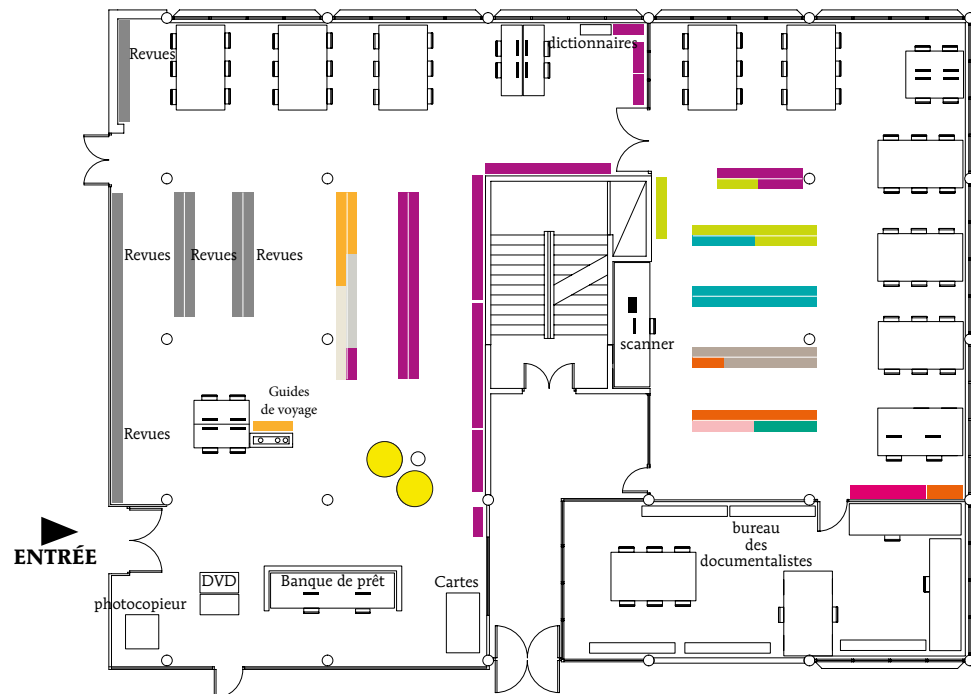 Revues
dictionnaires
Revues
Revues
Revues
scanner
Guides
de voyage
Revues
ENTRÉE
bureau
des
documentalistes
DVD
Banque de prêt
Cartes
photocopieur